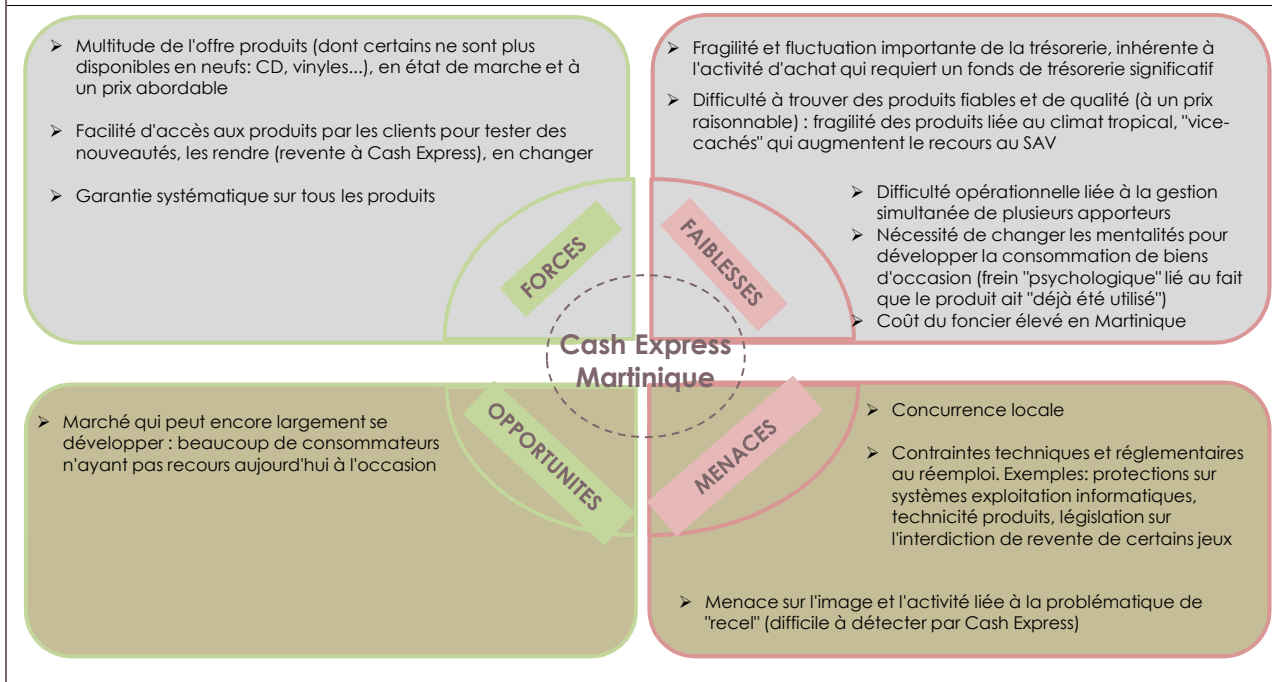 ➢ Multitude de l'offre produits (dont certains ne sont plus
disponibles en neufs: CD, vinyles...), en état de marche et à
un prix abordable
➢ Facilité d'accès aux produits par les clients pour tester des
nouveautés, les rendre (revente à Cash Express), en changer
➢ Garantie systématique sur tous les produits
FORCES
➢ Fragilité et fluctuation importante de la trésorerie, inhérente à
l'activité d'achat qui requiert un fonds de trésorerie significatif
➢ Difficulté à trouver des produits fiables et de qualité (à un prix
raisonnable) : fragilité des produits liée au climat tropical, "vice-
cachés" qui augmentent le recours au SAV
➢ Difficulté opérationnelle liée à la gestion
simultanée de plusieurs apporteurs
➢ Nécessité de changer les mentalités pour
développer la consommation de biens
d'occasion (frein "psychologique" lié au fait
que le produit ait "déjà été utilisé")
➢ Coût du foncier élevé en Martinique
FAIBLESSES
Cash Express
Martinique
➢ Marché qui peut encore largement se
développer : beaucoup de consommateurs
n'ayant pas recours aujourd'hui à l'occasion
OPPORTUNITES
➢ Concurrence locale
➢ Contraintes techniques et réglementaires
au réemploi. Exemples: protections sur
systèmes exploitation informatiques,
technicité produits, législation sur
l'interdiction de revente de certains jeux
➢ Menace sur l'image et l'activité liée à la problématique de
"recel" (difficile à détecter par Cash Express)
MENACES